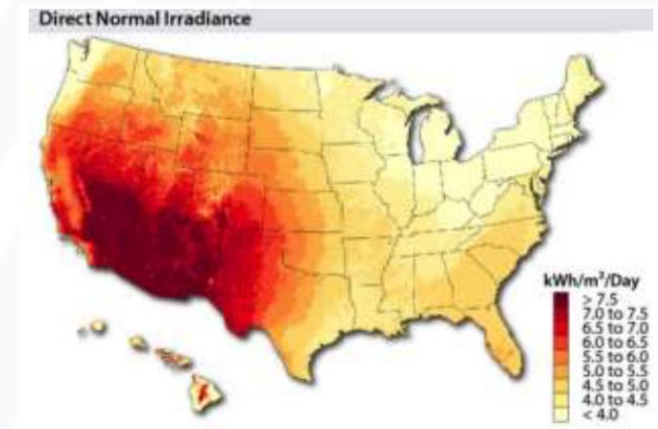 Direct Normal Irradiance
kWh/m²/Day
> 7.5
7.0 to 7.5
6.5 to 7.0
6.0 to 6.5
5.5 to 6.0
5.0 to 5.5
4.5 to 5.0
4.0 to 4.5
< 4.0